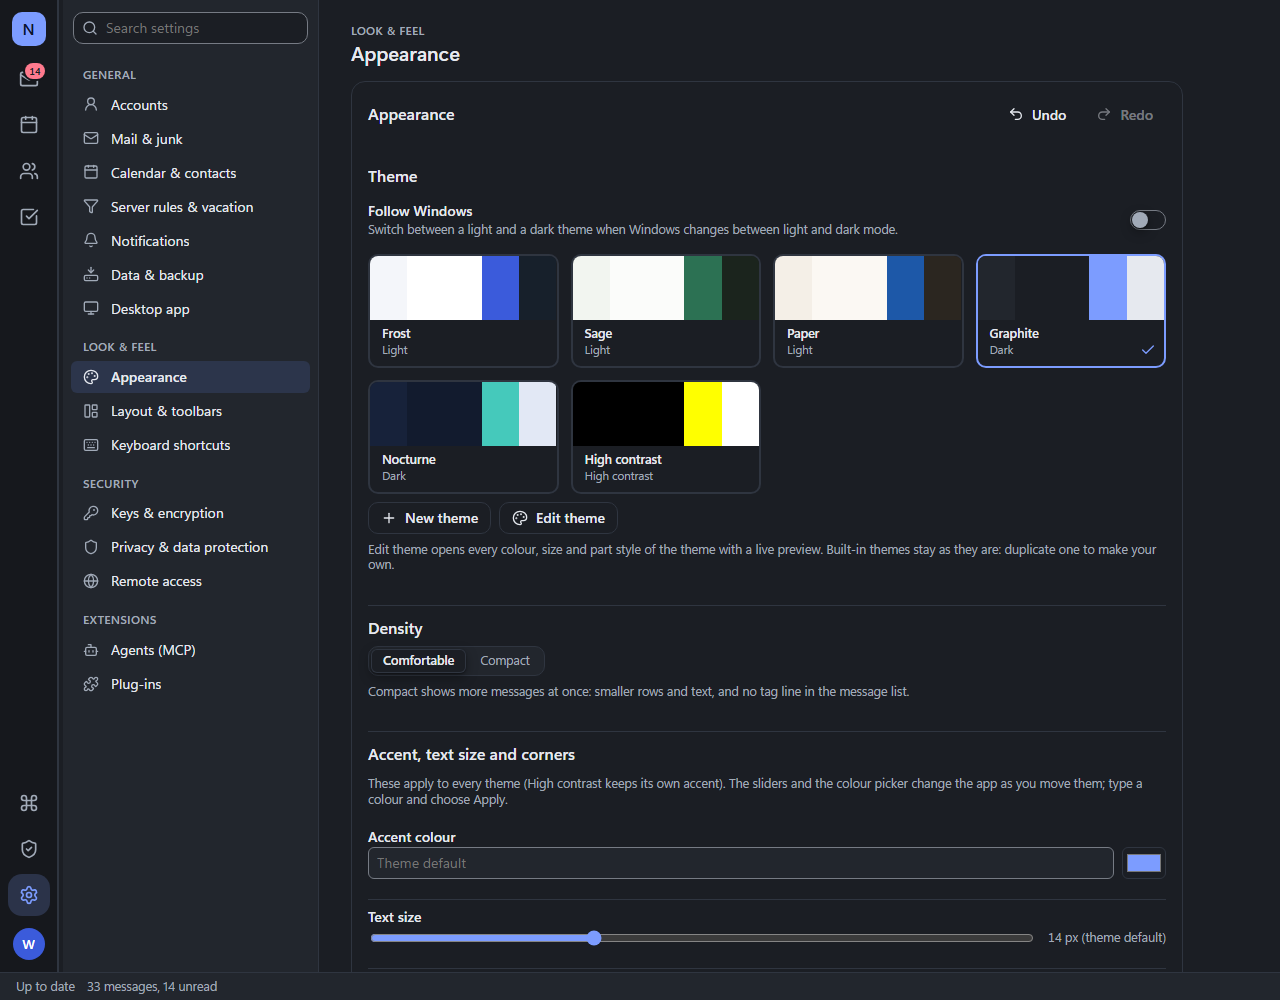 N
14
Search settings
GENERAL
Accounts
Mail & junk
Calendar & contacts
Server rules & vacation
Notifications
Data & backup
Desktop app
LOOK & FEEL
Appearance
Layout & toolbars
Keyboard shortcuts
SECURITY
Keys & encryption
Privacy & data protection
Remote access
EXTENSIONS
Agents (MCP)
Plug-ins
W
LOOK & FEEL
Appearance
Appearance
Undo
Redo
Theme
Follow Windows
Switch between a light and a dark theme when Windows changes between light and dark mode.
Frost
Light
Sage
Light
Paper
Light
Graphite
Dark
Nocturne
Dark
High contrast
High contrast
New theme
Edit theme
Edit theme opens every colour, size and part style of the theme with a live preview. Built-in themes stay as they are: duplicate one to make your
own.
Density
Comfortable
Compact
Compact shows more messages at once: smaller rows and text, and no tag line in the message list.
Accent, text size and corners
These apply to every theme (High contrast keeps its own accent). The sliders and the colour picker change the app as you move them; type a
colour and choose Apply.
Accent colour
Theme default
Text size
14 px (theme default)
Up to date
33 messages, 14 unread